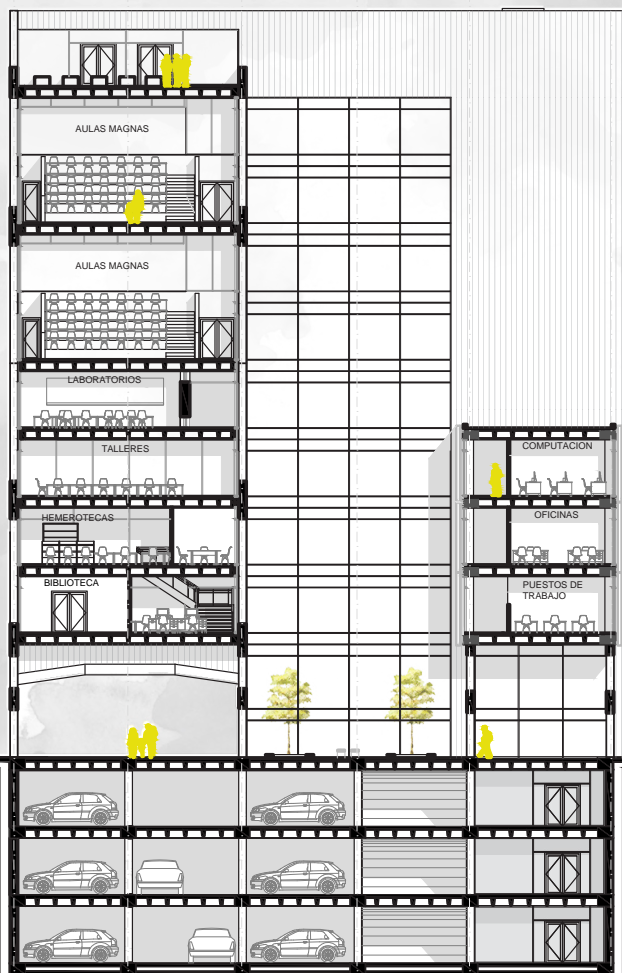 AULAS MAGNAS
AULAS MAGNAS
LABORATORIOS
TALLERES
HEMEROTECAS
BIBLIOTECA
COMPUTACION
OFICINAS
PUESTOS DE
TRABAJO